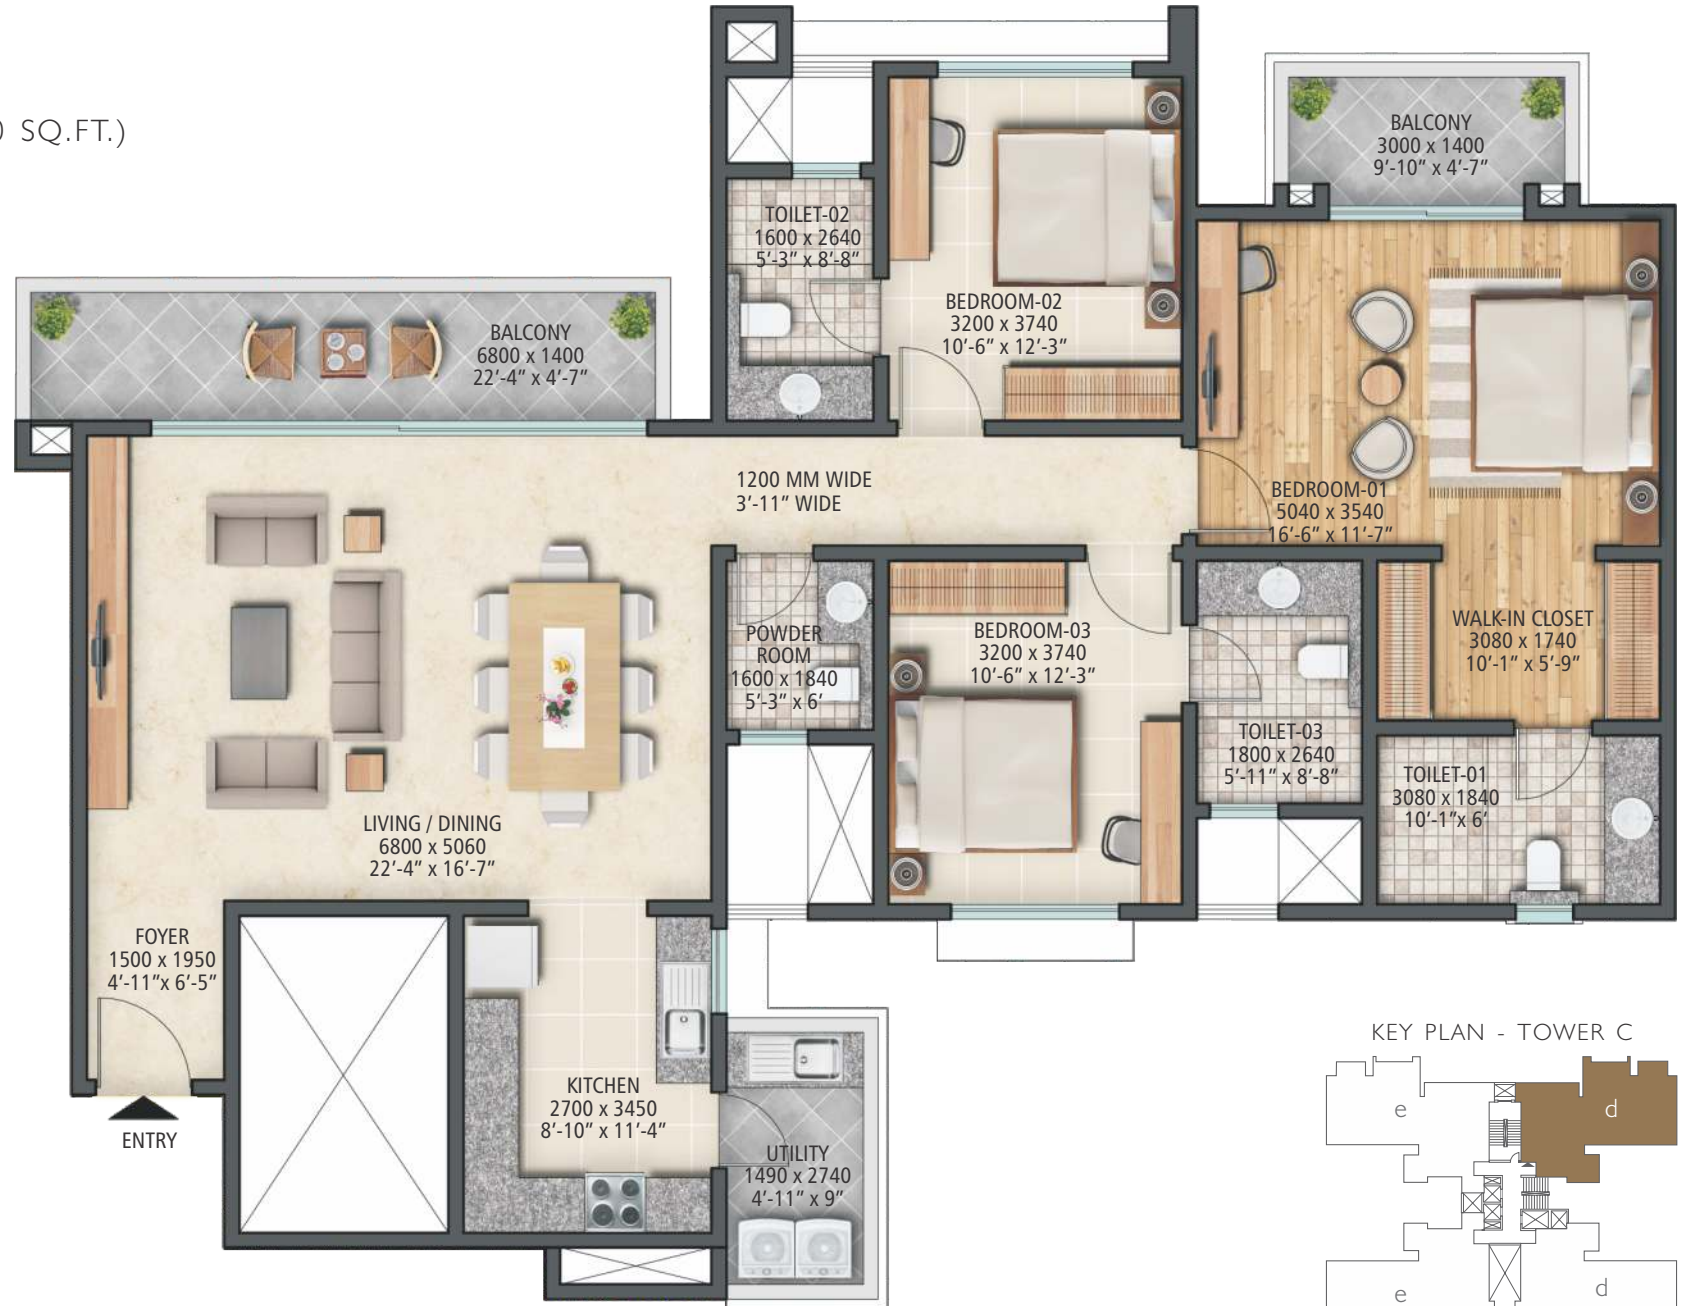 SQ.FT.)
BALCONY
3000 x 1400
9'-10" x 4'-7"
TOILET-02
1600 x 2640
5'-3" x 8'-8"
BEDROOM-02
3200 x 3740
10'-6" x 12'-3"
BALCONY
6800 x 1400
22'-4" x 4'-7"
1200 MM WIDE
3'-11" WIDE
BEDROOM-01
5040 x 3540
16'-6" x 11'-7"
POWDER
ROOM
1600 x 1840
5'-3" x 6'
BEDROOM-03
3200 x 3740
10'-6" x 12'-3"
WALK-IN CLOSET
3080 x 1740
10'-1" x 5'-9"
TOILET-03
1800 x 2640
5'-11" x 8'-8"
TOILET-01
3080 x 1840
10'-1"x 6'
LIVING / DINING
6800 x 5060
22'-4" x 16'-7"
FOYER
1500 x 1950
4'-11"x 6'-5"
KITCHEN
2700 x 3450
8'-10" x 11'-4"
ENTRY
UTILITY
1490 x 2740
4'-11" x 9"
KEY PLAN - TOWER C
e
d
e
d